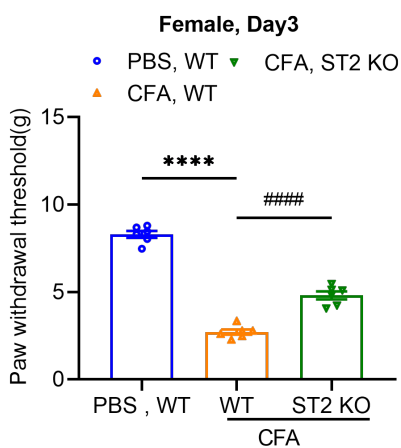 Female, Day3
PBS, WT
CFA, ST2 KO
CFA, WT
Paw withdrawal threshold(g)
15
10
5
0
****
####
PBS , WT
WT
ST2 KO
CFA